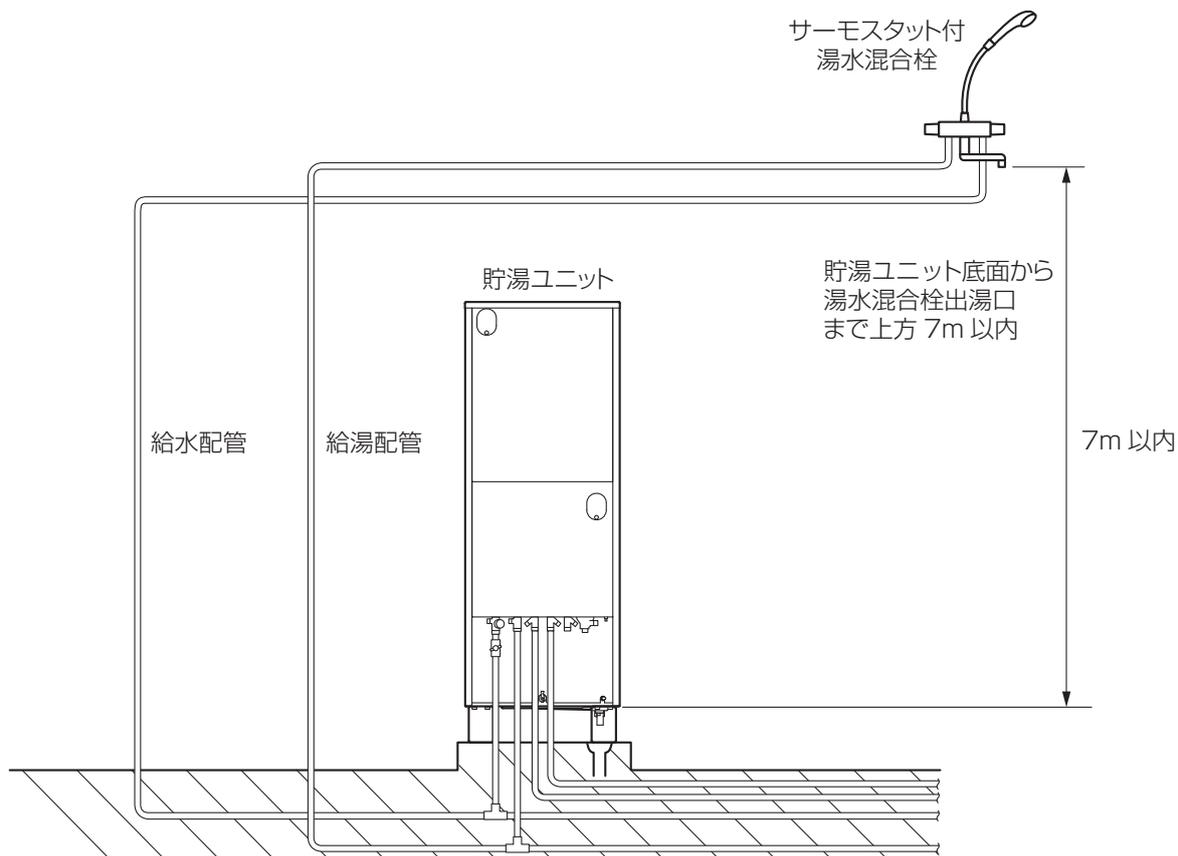 サーモスタット付
湯水混合栓
貯湯ユニット
貯湯ユニット底面から
湯水混合栓出湯口
まで上方 7m 以内
給水配管
給湯配管
7m 以内